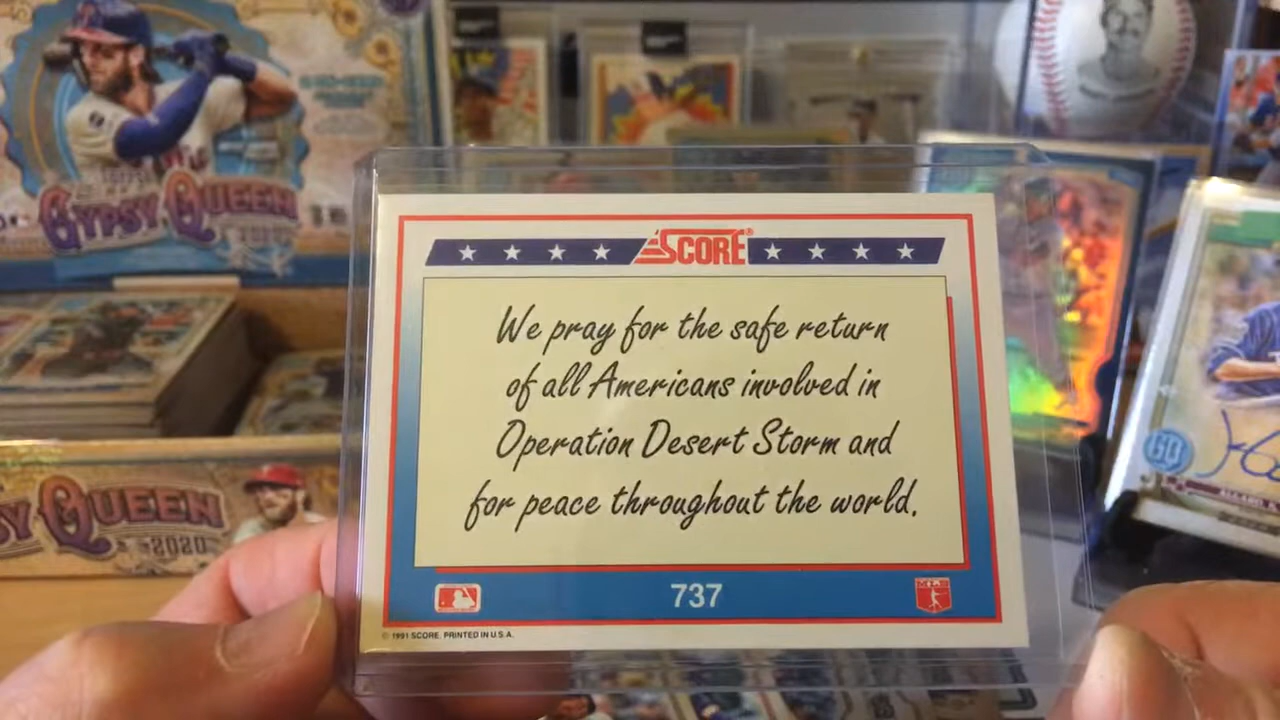 GYPSY QUEEN
SCORE®
We pray for the safe return
of all Americans involved in
Operation Desert Storm and
for peace throughout the world.
737
© 1991 SCORE. PRINTED IN U.S.A.
QUEEN
2020
GQ